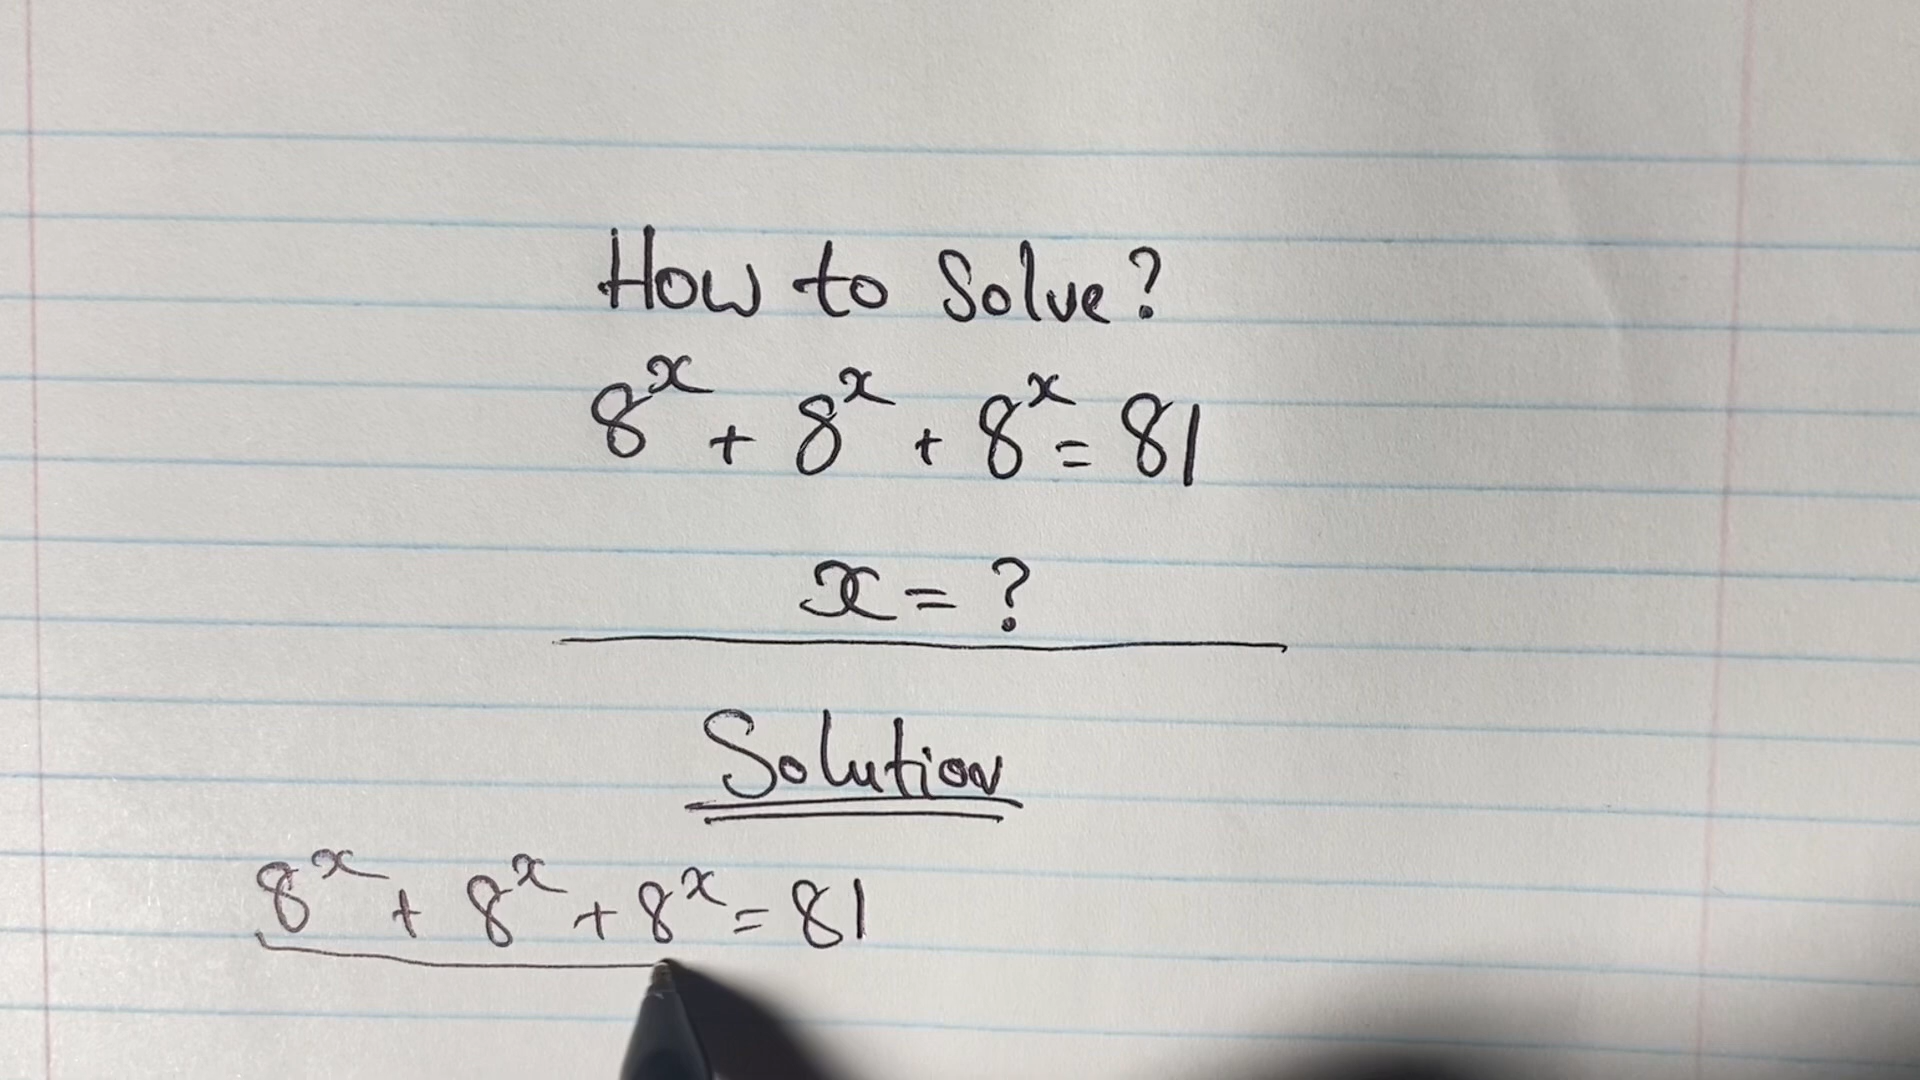 How to Solve?
8^x + 8^x + 8^x = 81
x = ?
Solution
8^x + 8^x + 8^x = 81